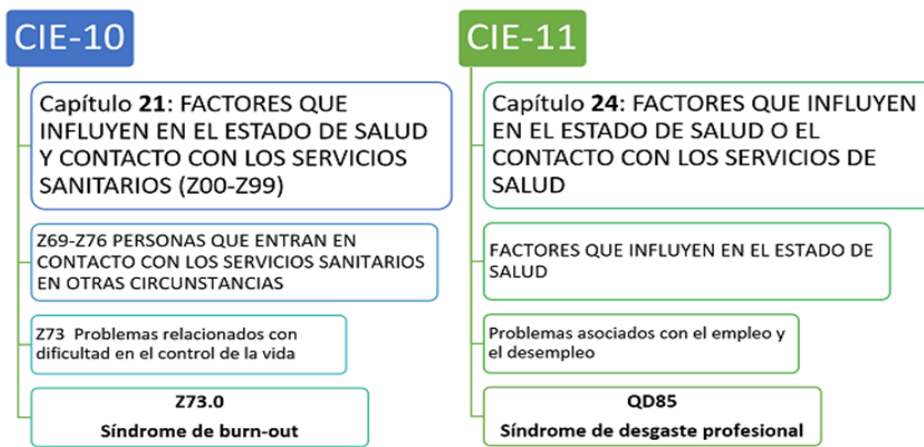 CIE-10
Capítulo 21: FACTORES QUE
INFLUYEN EN EL ESTADO DE SALUD
Y CONTACTO CON LOS SERVICIOS
SANITARIOS (Z00-Z99)
Z69-Z76 PERSONAS QUE ENTRAN EN
CONTACTO CON LOS SERVICIOS SANITARIOS
EN OTRAS CIRCUNSTANCIAS
Z73 Problemas relacionados con
dificultad en el control de la vida
Z73.0
Síndrome de burn-out
CIE-11
Capítulo 24: FACTORES QUE INFLUYEN
EN EL ESTADO DE SALUD O EL
CONTACTO CON LOS SERVICIOS DE
SALUD
FACTORES QUE INFLUYEN EN EL ESTADO DE
SALUD
Problemas asociados con el empleo y
el desempleo
QD85
Síndrome de desgaste profesional